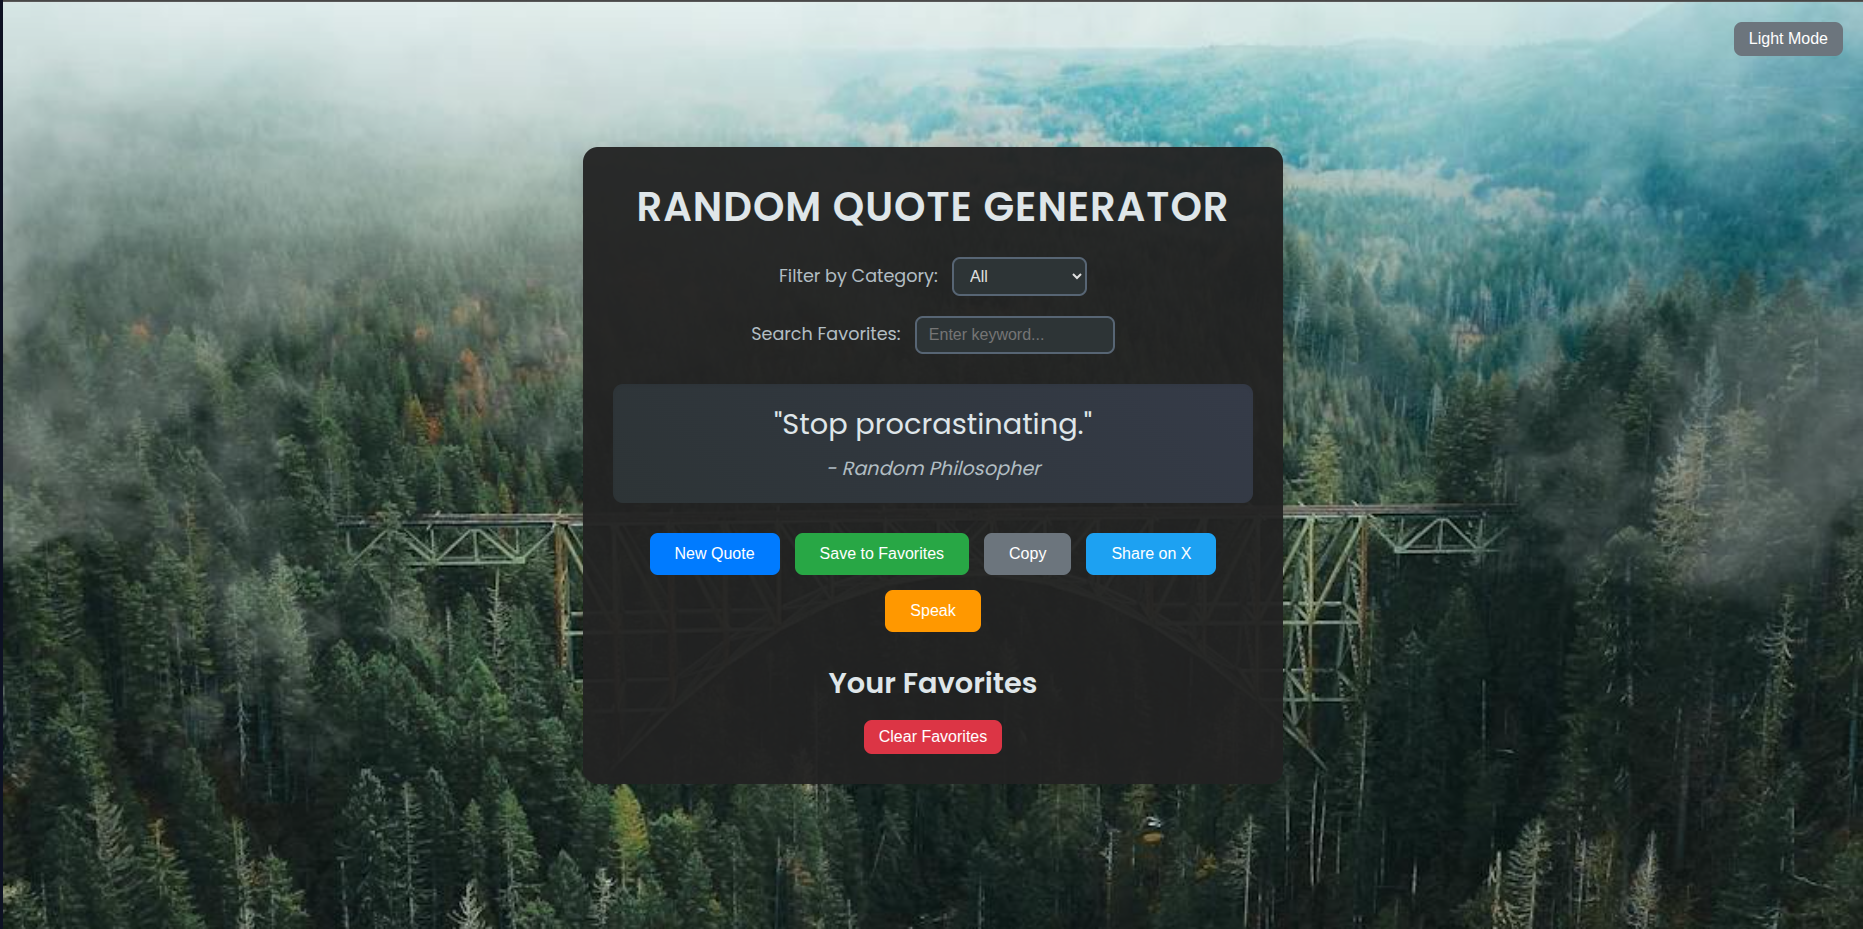 Light Mode
RANDOM QUOTE GENERATOR
Filter by Category: All
Search Favorites: Enter keyword...
"Stop procrastinating."
- Random Philosopher
New Quote Save to Favorites Copy Share on X
Speak
Your Favorites
Clear Favorites